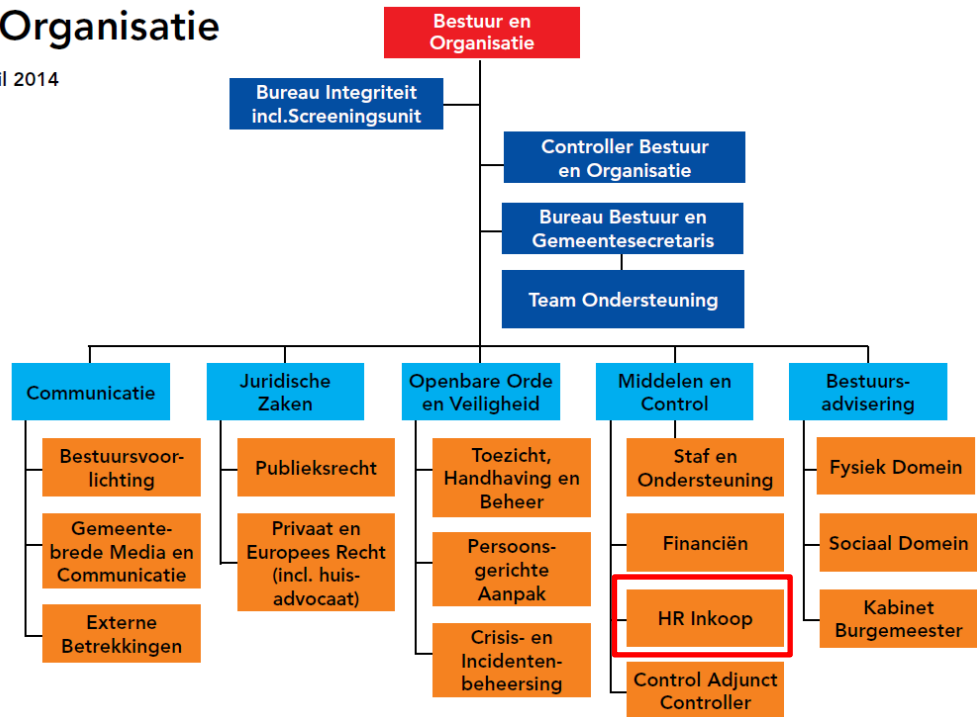 Organisatie
il 2014
Bestuur en
Organisatie
Bureau Integriteit
incl.Screeningsunit
Controller Bestuur
en Organisatie
Bureau Bestuur en
Gemeentesecretaris
Team Ondersteuning
Communicatie
Bestuursvoor-
lichting
Gemeente-
brede Media en
Communicatie
Externe
Betrekkingen
Juridische
Zaken
Publieksrecht
Privaat en
Europees Recht
(incl. huis-
advocaat)
Openbare Orde
en Veiligheid
Toezicht,
Handhaving en
Beheer
Persoons-
gerichte
Aanpak
Crisis- en
Incidenten-
beheersing
Middelen en
Control
Staf en
Ondersteuning
Financiën
HR Inkoop
Control Adjunct
Controller
Bestuurs-
advisering
Fysiek Domein
Sociaal Domein
Kabinet
Burgemeester